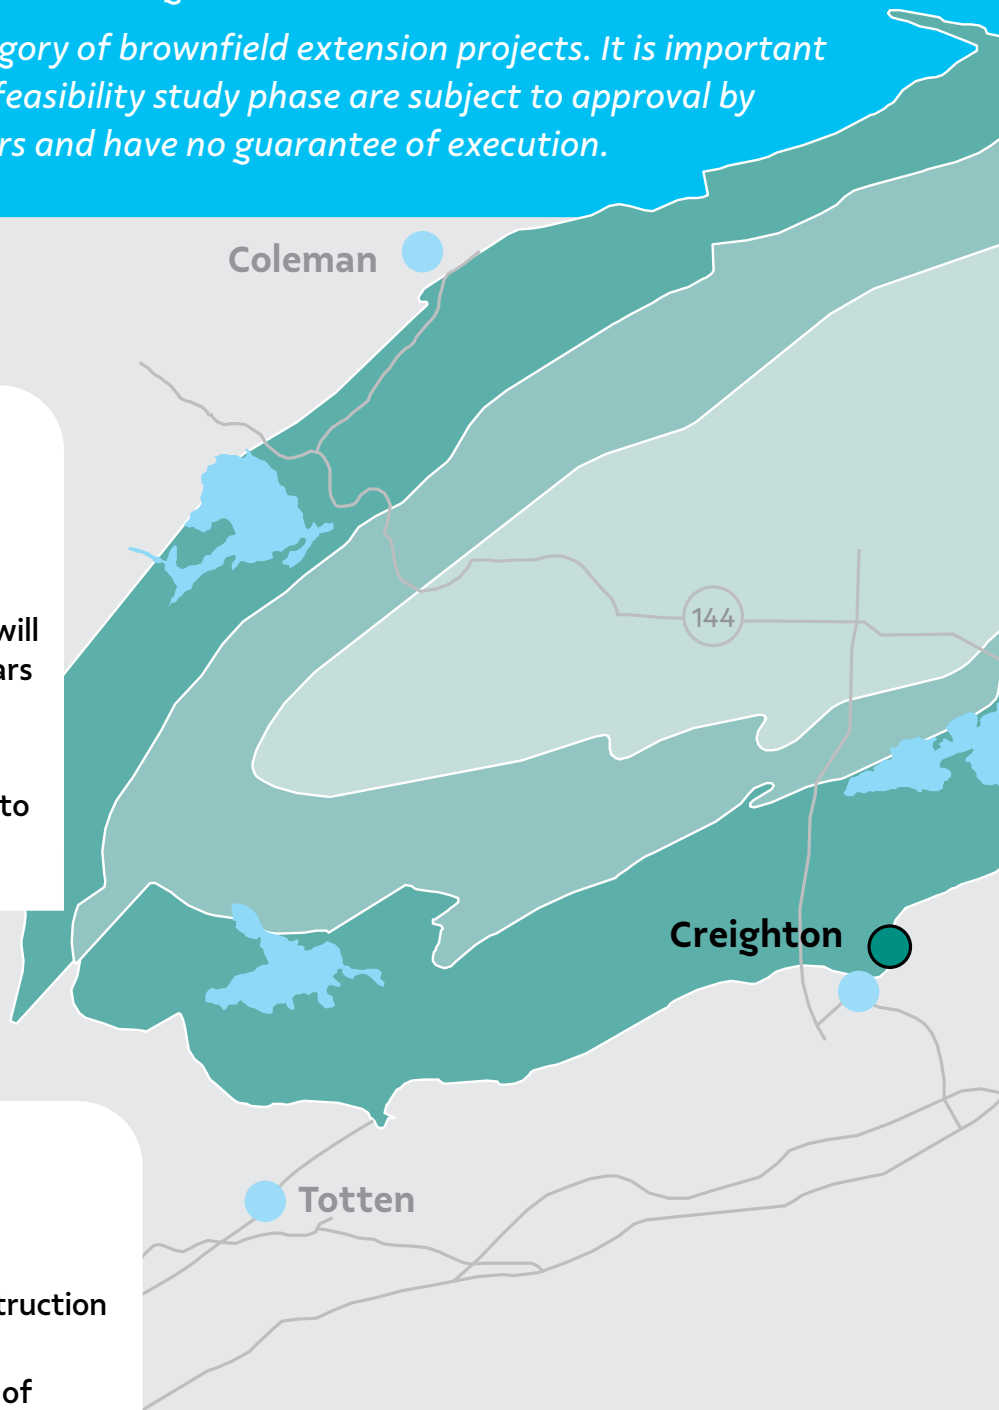 gory of brownfield extension projects. It is important
feasibility study phase are subject to approval by
rs and have no guarantee of execution.
Coleman
will
ars
144
to
Creighton
Totten
truction
of